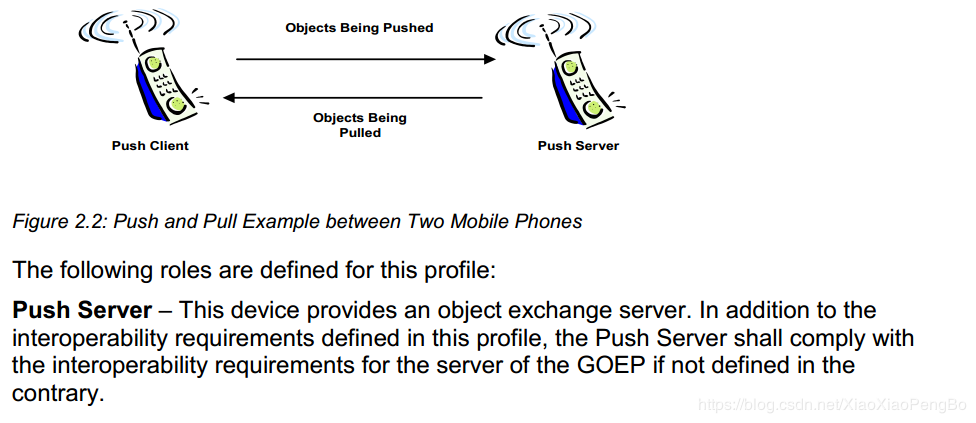 Objects Being Pushed
Objects Being
Pulled
Push Client
Push Server
Figure 2.2: Push and Pull Example between Two Mobile Phones
The following roles are defined for this profile:
Push Server – This device provides an object exchange server. In addition to the
interoperability requirements defined in this profile, the Push Server shall comply with
the interoperability requirements for the server of the GOEP if not defined in the
contrary.
https://blog.csdn.net/XiaoXiaoPengBo